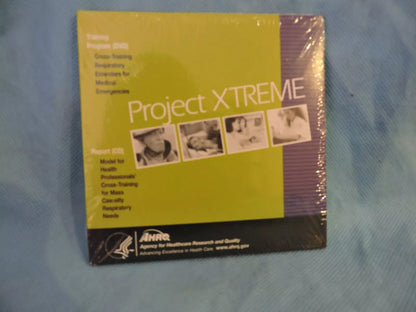 Training
Program (DVD)
Cross-Training
Respiratory
Extenders for
Medical
Emergencies
Project XTREME
Report (CD)
Model for
Health
Professionals'
Cross-Training
for Mass
Casualty
Respiratory
Needs
AHRQ
Agency for Healthcare Research and Quality
Advancing Excellence in Health Care www.ahrq.gov